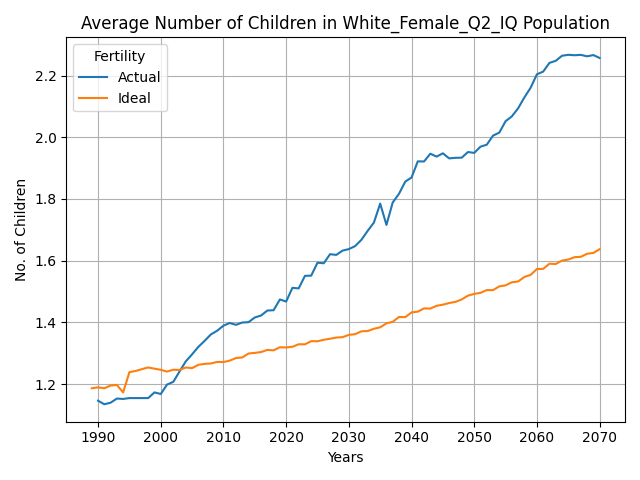 Average Number of Children in White_Female_Q2_IQ Population
Fertility
Actual
Ideal
2.2
2.0
1.8
1.6
1.4
1.2
No. of Children
1990 2000 2010 2020 2030 2040 2050 2060 2070
Years